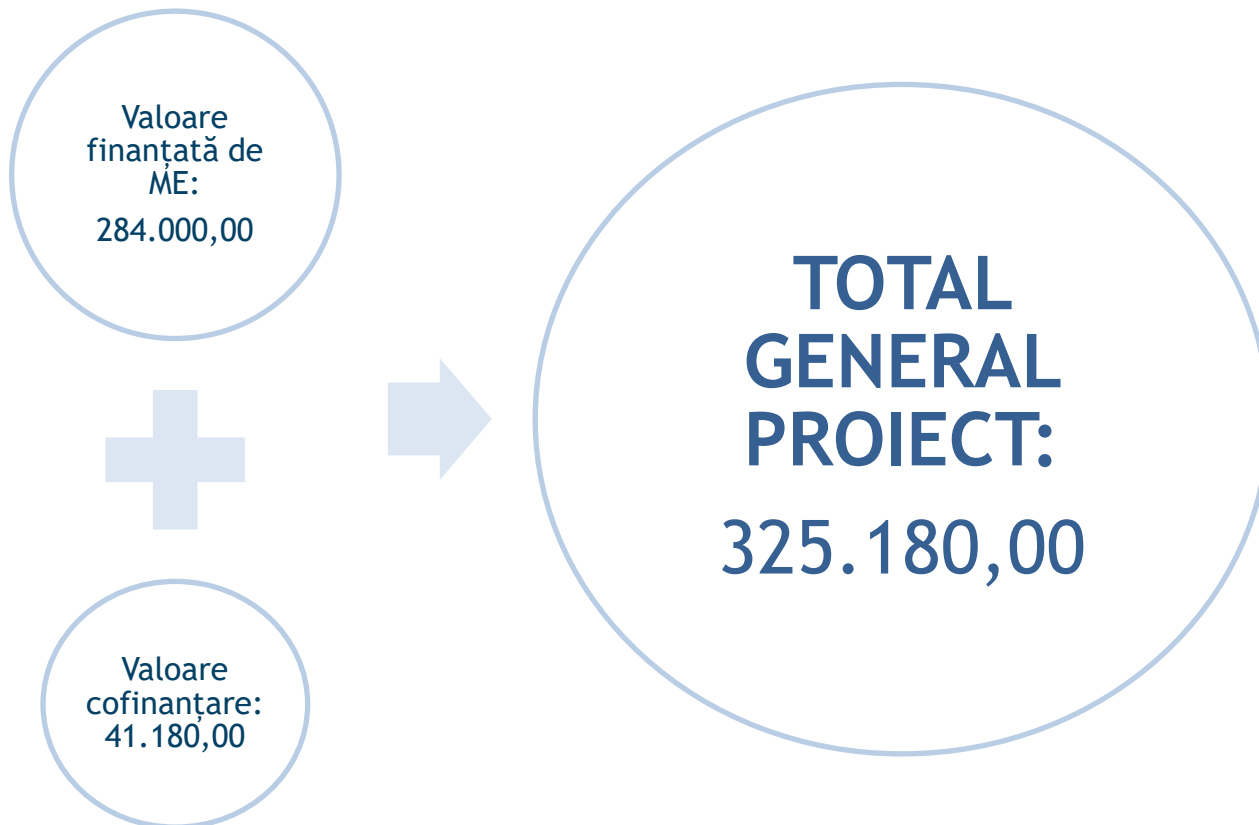 Valoare
finanțată de
ME:
284.000,00
Valoare
cofinanțare:
41.180,00
TOTAL
GENERAL
PROIECT:
325.180,00